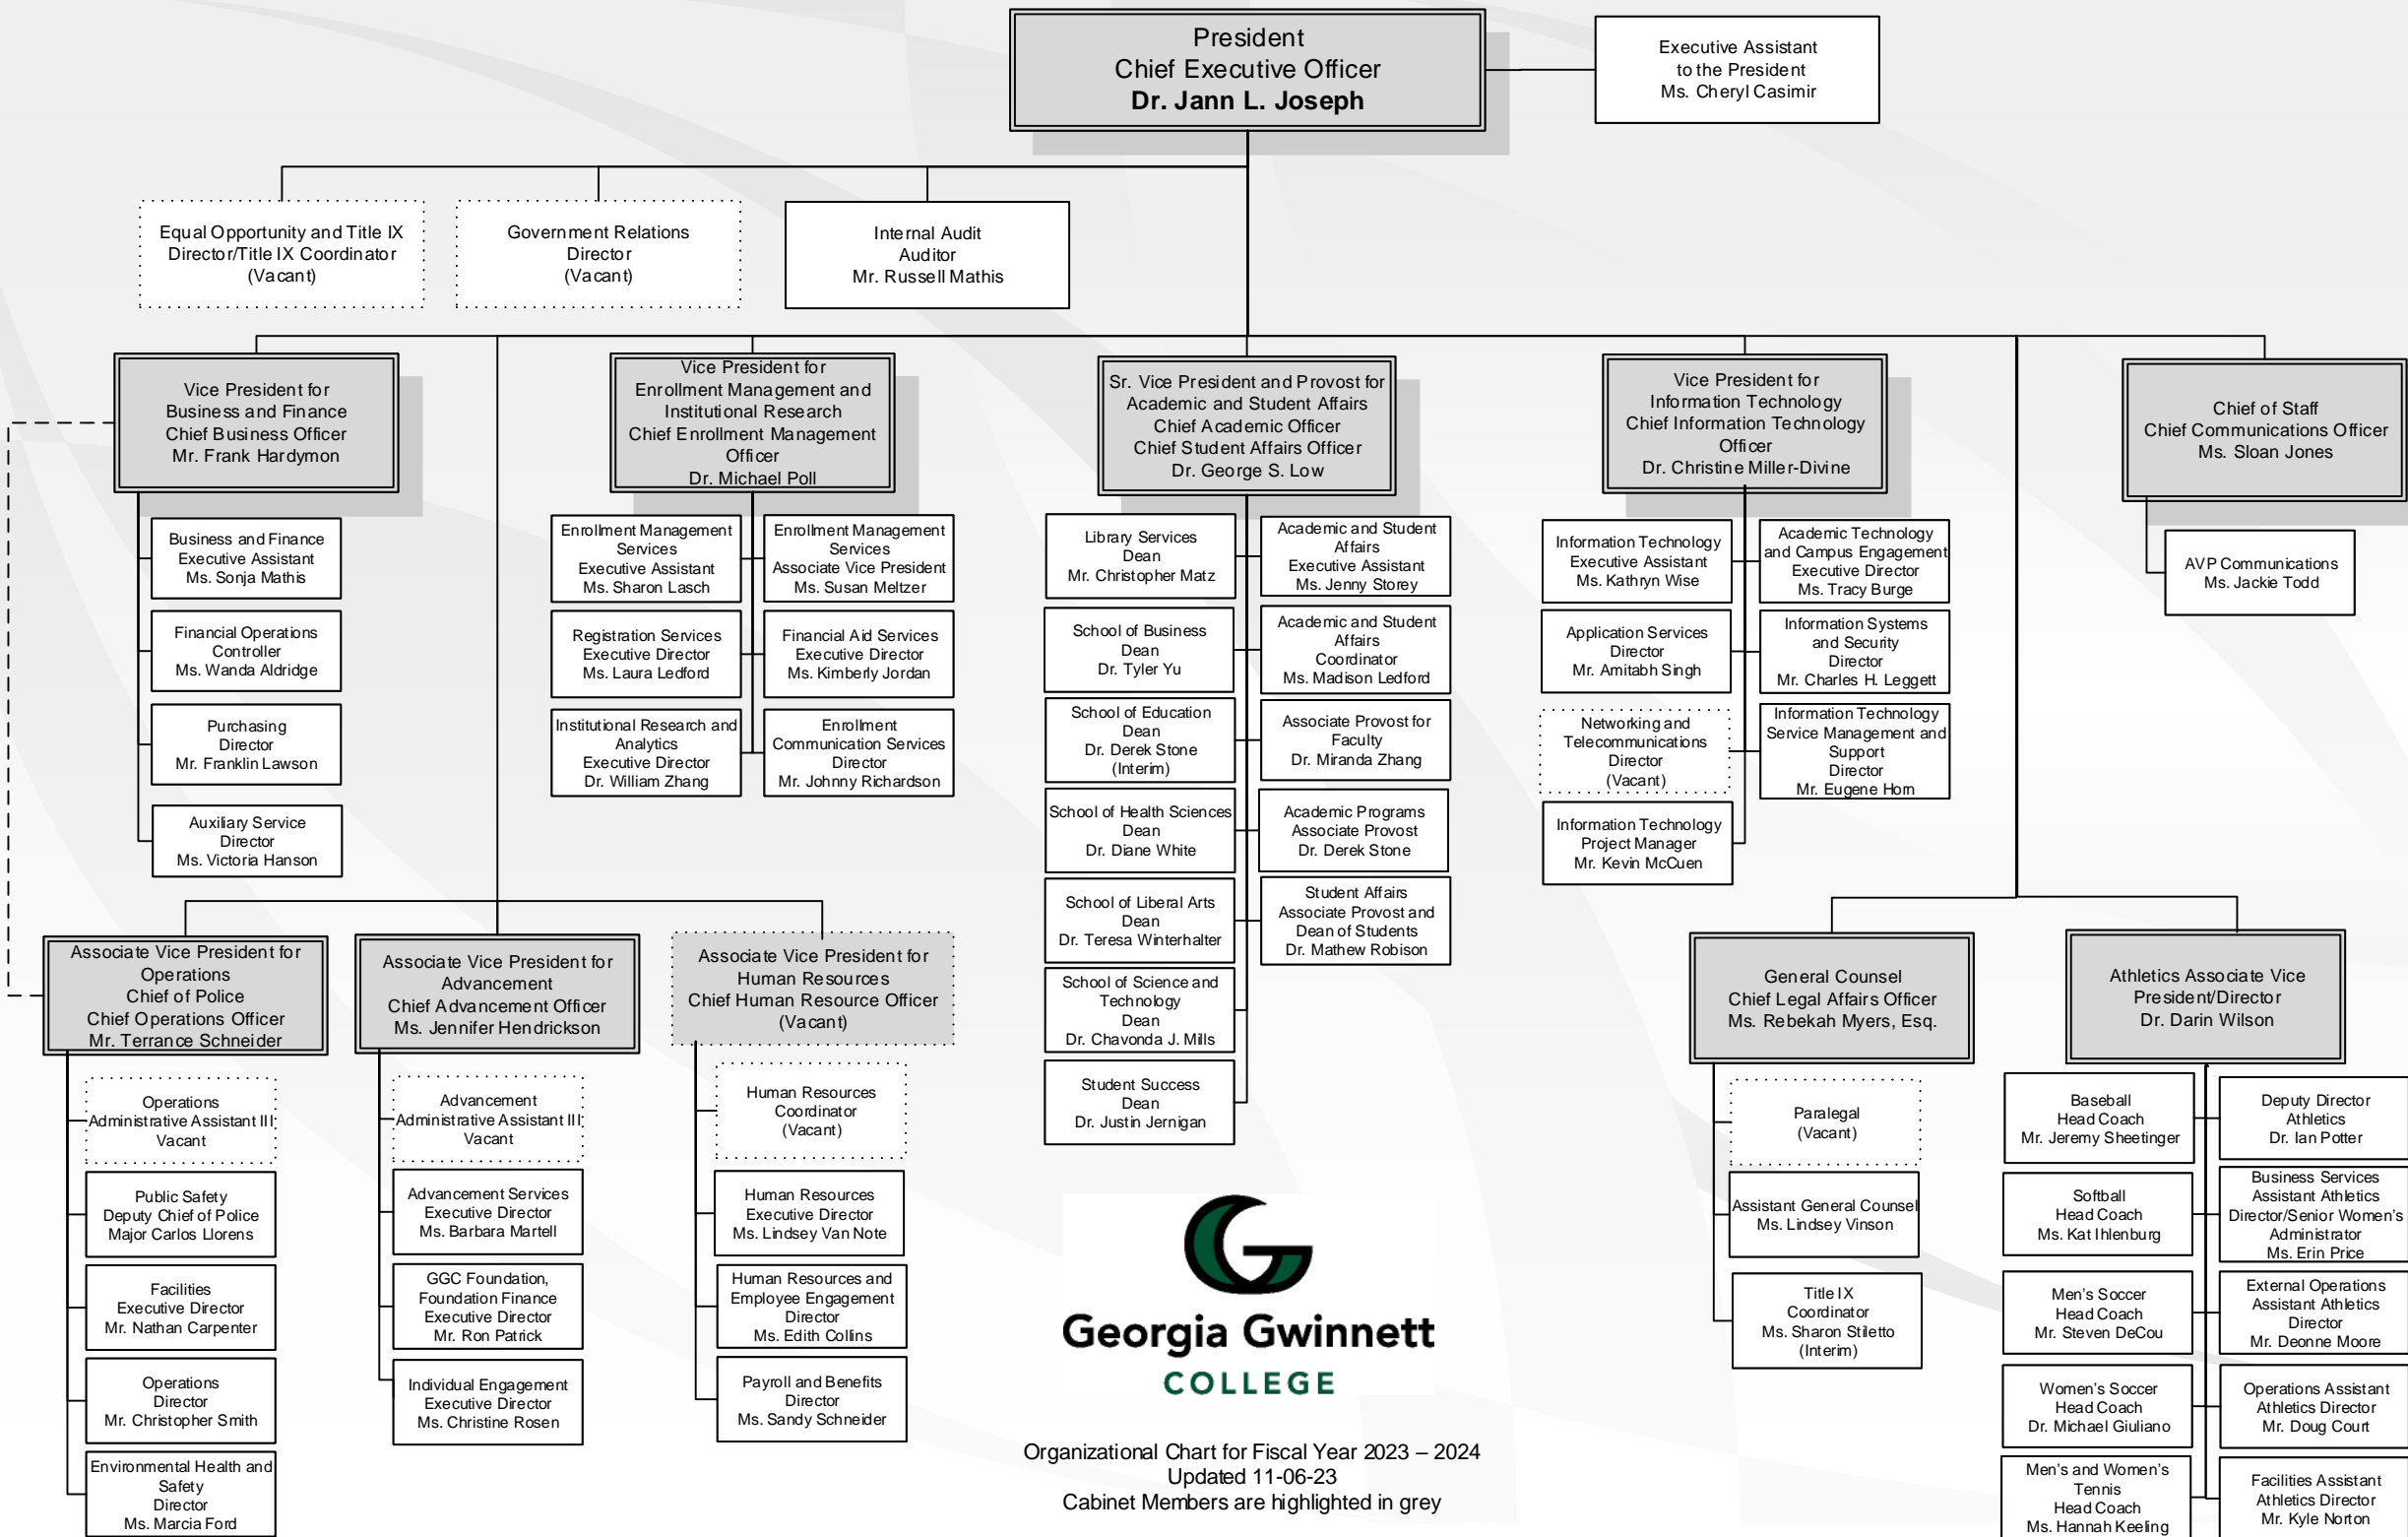 President
Chief Executive Officer
Dr. Jann L. Joseph
Executive Assistant
to the President
Ms. Cheryl Casimir
Equal Opportunity and Title IX
Director/Title IX Coordinator
(Vacant)
Government Relations
Director
(Vacant)
Internal Audit
Auditor
Mr. Russell Mathis
Vice President for
Business and Finance
Chief Business Officer
Mr. Frank Hardymon
Vice President for
Enrollment Management and
Institutional Research
Chief Enrollment Management
Officer
Dr. Michael Poll
Sr. Vice President and Provost for
Academic and Student Affairs
Chief Academic Officer
Chief Student Affairs Officer
Dr. George S. Low
Vice President for
Information Technology
Chief Information Technology
Officer
Dr. Christine Miller-Divine
Chief of Staff
Chief Communications Officer
Ms. Sloan Jones
Business and Finance
Executive Assistant
Ms. Sonja Mathis
Financial Operations
Controller
Ms. Wanda Aldridge
Purchasing
Director
Mr. Franklin Lawson
Auxiliary Service
Director
Ms. Victoria Hanson
Enrollment Management
Services
Executive Assistant
Ms. Sharon Lasch
Enrollment Management
Services
Associate Vice President
Ms. Susan Meltzer
Registration Services
Executive Director
Ms. Laura Ledford
Financial Aid Services
Executive Director
Ms. Kimberly Jordan
Institutional Research and
Analytics
Executive Director
Dr. William Zhang
Enrollment
Communication Services
Director
Mr. Johnny Richardson
Library Services
Dean
Mr. Christopher Matz
Academic and Student
Affairs
Executive Assistant
Ms. Jenny Storey
School of Business
Dean
Dr. Tyler Yu
Academic and Student
Affairs
Coordinator
Ms. Madison Ledford
School of Education
Dean
Dr. Derek Stone
(Interim)
Associate Provost for
Faculty
Dr. Miranda Zhang
School of Health Sciences
Dean
Dr. Diane White
Academic Programs
Associate Provost
Dr. Derek Stone
School of Liberal Arts
Dean
Dr. Teresa Winterhalter
Student Affairs
Associate Provost and
Dean of Students
Dr. Mathew Robison
School of Science and
Technology
Dean
Dr. Chavonda J. Mills
Student Success
Dean
Dr. Justin Jernigan
Information Technology
Executive Assistant
Ms. Kathryn Wise
Academic Technology
and Campus Engagement
Executive Director
Ms. Tracy Burge
Application Services
Director
Mr. Amitabh Singh
Information Systems
and Security
Director
Mr. Charles H. Leggett
Networking and
Telecommunications
Director
(Vacant)
Information Technology
Service Management and
Support
Director
Mr. Eugene Horn
Information Technology
Project Manager
Mr. Kevin McCuen
AVP Communications
Ms. Jackie Todd
Associate Vice President for
Operations
Chief of Police
Chief Operations Officer
Mr. Terrance Schneider
Associate Vice President for
Advancement
Chief Advancement Officer
Ms. Jennifer Hendrickson
Associate Vice President for
Human Resources
Chief Human Resource Officer
(Vacant)
General Counsel
Chief Legal Affairs Officer
Ms. Rebekah Myers, Esq.
Athletics Associate Vice
President/Director
Dr. Darin Wilson
Operations
Administrative Assistant III
Vacant
Public Safety
Deputy Chief of Police
Major Carlos Llorens
Facilities
Executive Director
Mr. Nathan Carpenter
Operations
Director
Mr. Christopher Smith
Environmental Health and
Safety
Director
Ms. Marcia Ford
Advancement
Administrative Assistant III
Vacant
Advancement Services
Executive Director
Ms. Barbara Martell
GGC Foundation,
Foundation Finance
Executive Director
Mr. Ron Patrick
Individual Engagement
Executive Director
Ms. Christine Rosen
Human Resources
Coordinator
(Vacant)
Human Resources
Executive Director
Ms. Lindsey Van Note
Human Resources and
Employee Engagement
Director
Ms. Edith Collins
Payroll and Benefits
Director
Ms. Sandy Schneider
Paralegal
(Vacant)
Assistant General Counsel
Ms. Lindsey Vinson
Title IX
Coordinator
Ms. Sharon Stiletto
(Interim)
Baseball
Head Coach
Mr. Jeremy Sheetinger
Deputy Director
Athletics
Dr. Ian Potter
Softball
Head Coach
Ms. Kat Ihlenburg
Business Services
Assistant Athletics
Director/Senior Women's
Administrator
Ms. Erin Price
Men's Soccer
Head Coach
Mr. Steven DeCou
External Operations
Assistant Athletics
Director
Mr. Deonne Moore
Women's Soccer
Head Coach
Dr. Michael Giuliano
Operations Assistant
Athletics Director
Mr. Doug Court
Men's and Women's
Tennis
Head Coach
Ms. Hannah Keeling
Facilities Assistant
Athletics Director
Mr. Kyle Norton
Georgia Gwinnett
COLLEGE
Organizational Chart for Fiscal Year 2023 – 2024
Updated 11-06-23
Cabinet Members are highlighted in grey